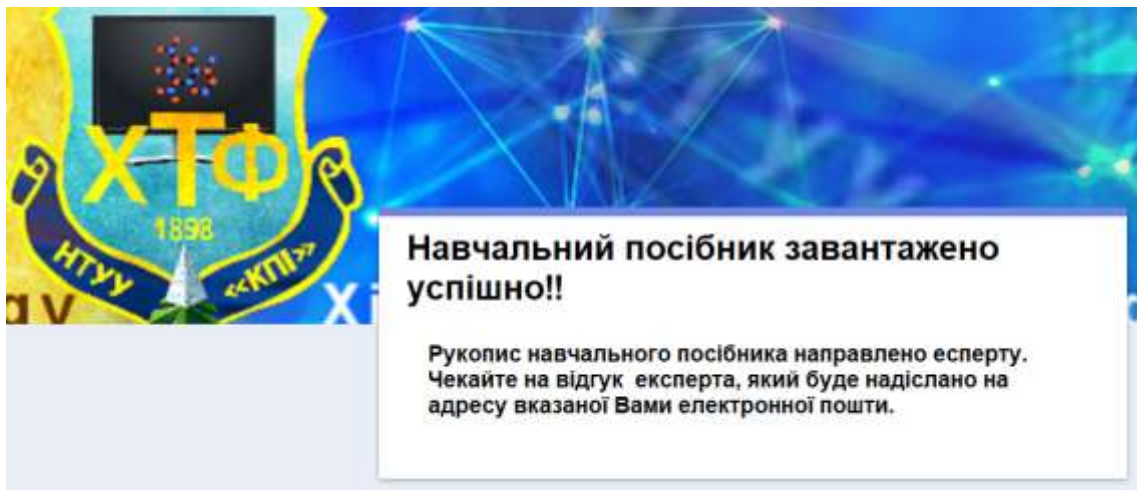 ХТФ
1898
НТУУ «КПІ»
Навчальний посібник завантажено
успішно!!
Рукопис навчального посібника направлено есперту.
Чекайте на відгук експерта, який буде надіслано на
адресу вказаної Вами електронної пошти.